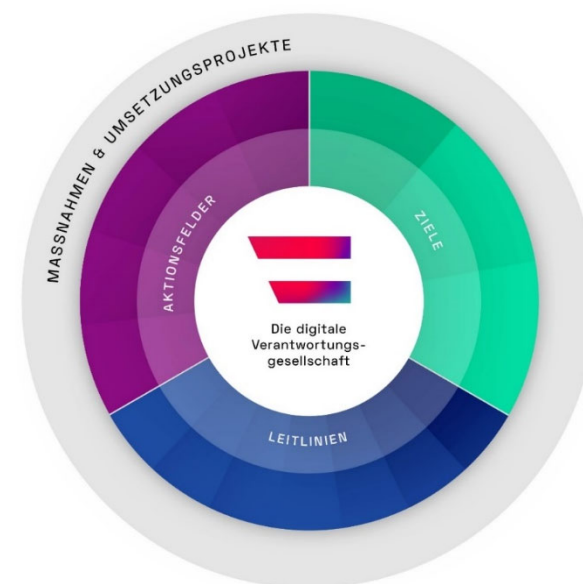 MASSNAHMEN & UMSETZUNGSPROJEKTE
AKTIONSFELDER
ZIELE
Die digitale
Verantwortungs-
gesellschaft
LEITLINIEN